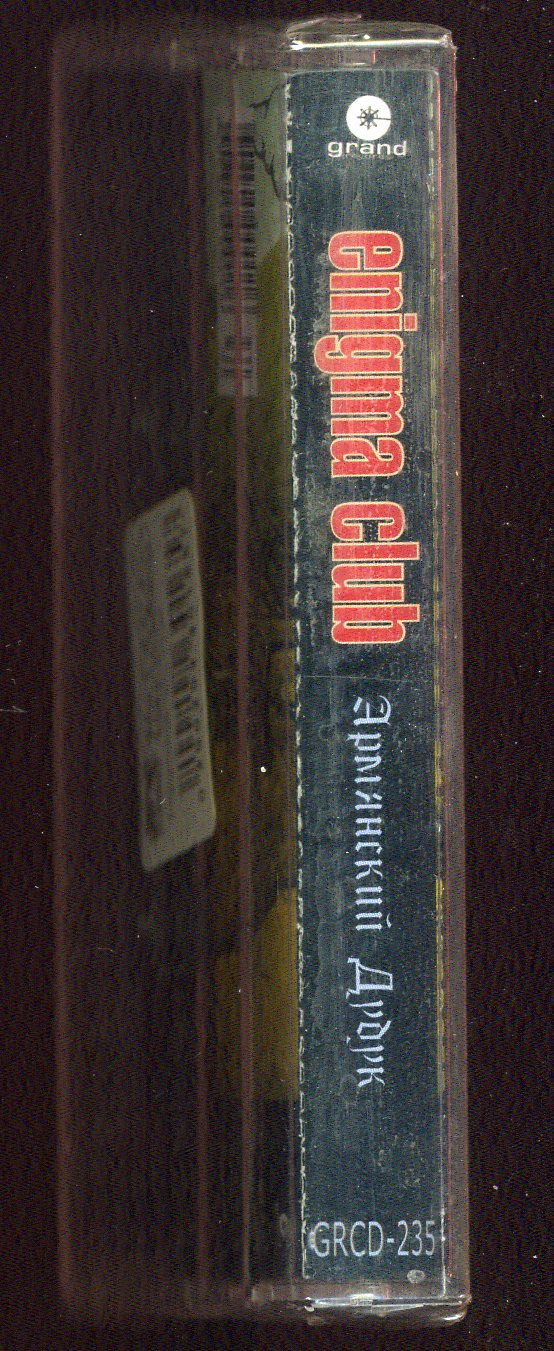 grand
enigma club
Армянский Дудук
GRCD-235